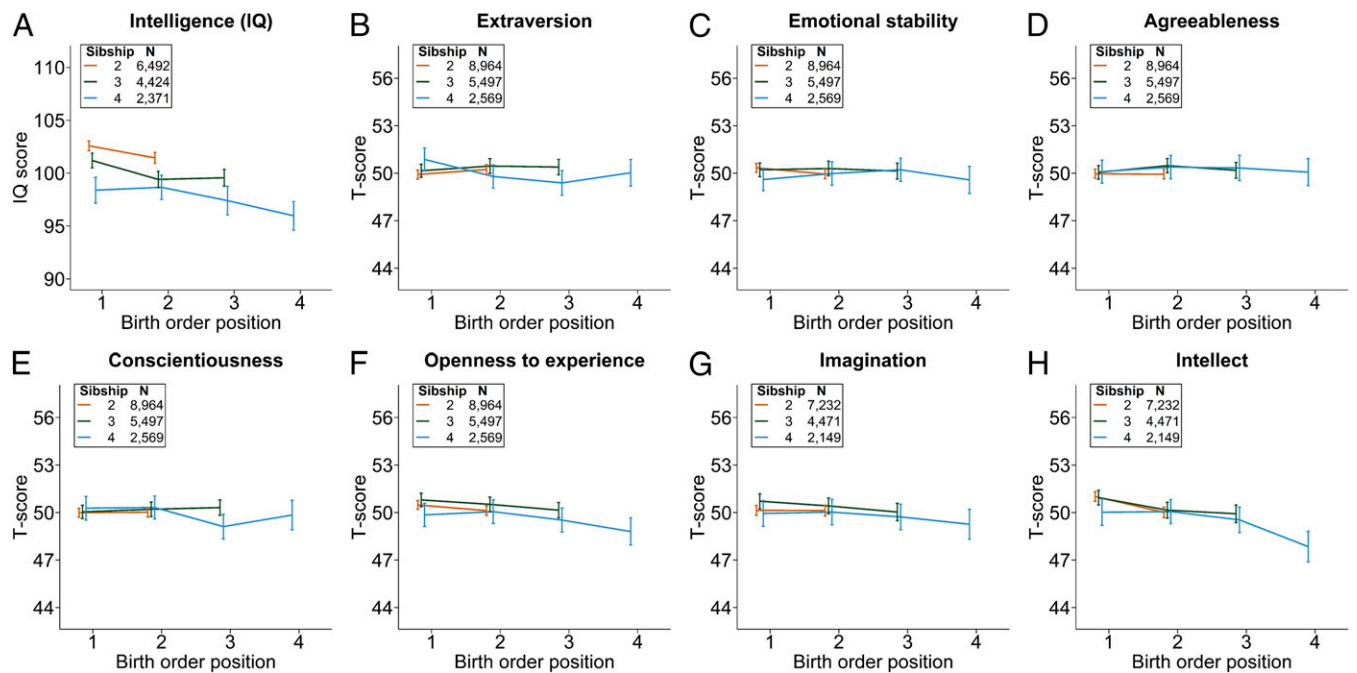 A Intelligence (IQ)
Sibship N
2 6,492
3 4,424
4 2,371
IQ score
110
105
100
95
90
1 2 3 4
Birth order position
B Extraversion
Sibship N
2 8,964
3 5,497
4 2,569
T-score
56
53
50
47
44
1 2 3 4
Birth order position
C Emotional stability
Sibship N
2 8,964
3 5,497
4 2,569
T-score
56
53
50
47
44
1 2 3 4
Birth order position
D Agreeableness
Sibship N
2 8,964
3 5,497
4 2,569
T-score
56
53
50
47
44
1 2 3 4
Birth order position
E Conscientiousness
Sibship N
2 8,964
3 5,497
4 2,569
T-score
56
53
50
47
44
1 2 3 4
Birth order position
F Openness to experience
Sibship N
2 8,964
3 5,497
4 2,569
T-score
56
53
50
47
44
1 2 3 4
Birth order position
G Imagination
Sibship N
2 7,232
3 4,471
4 2,149
T-score
56
53
50
47
44
1 2 3 4
Birth order position
H Intellect
Sibship N
2 7,232
3 4,471
4 2,149
T-score
56
53
50
47
44
1 2 3 4
Birth order position